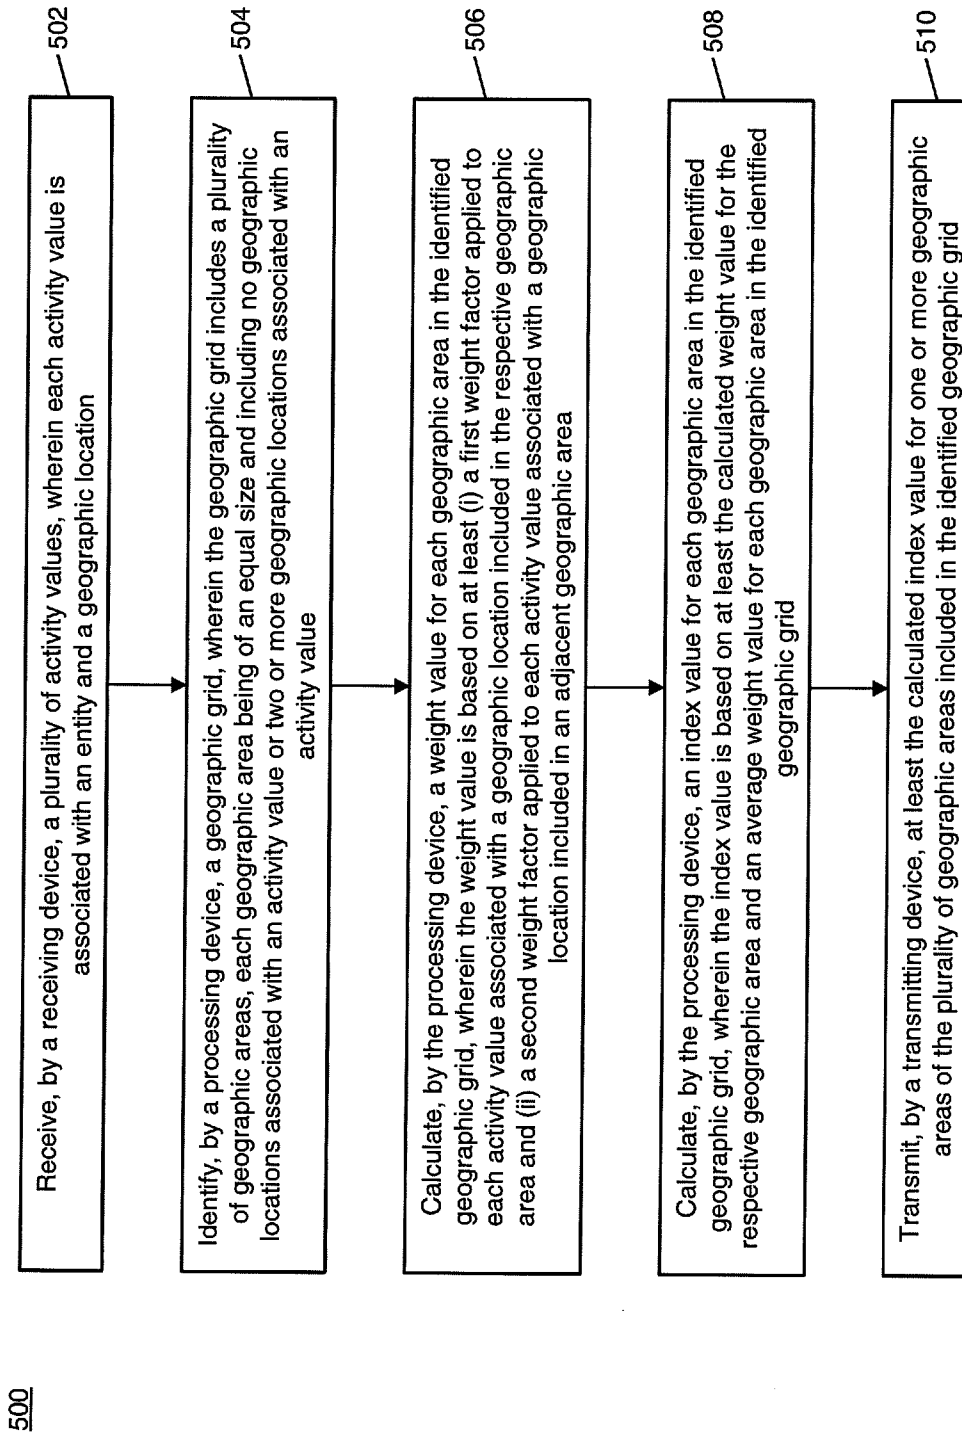 500
502
Receive, by a receiving device, a plurality of activity values, wherein each activity value is
associated with an entity and a geographic location
504
Identify, by a processing device, a geographic grid, wherein the geographic grid includes a plurality
of geographic areas, each geographic area being of an equal size and including no geographic
locations associated with an activity value or two or more geographic locations associated with an
activity value
506
Calculate, by the processing device, a weight value for each geographic area in the identified
geographic grid, wherein the weight value is based on at least (i) a first weight factor applied to
each activity value associated with a geographic location included in the respective geographic
area and (ii) a second weight factor applied to each activity value associated with a geographic
location included in an adjacent geographic area
508
Calculate, by the processing device, an index value for each geographic area in the identified
geographic grid, wherein the index value is based on at least the calculated weight value for the
respective geographic area and an average weight value for each geographic area in the identified
geographic grid
510
Transmit, by a transmitting device, at least the calculated index value for one or more geographic
areas of the plurality of geographic areas included in the identified geographic grid